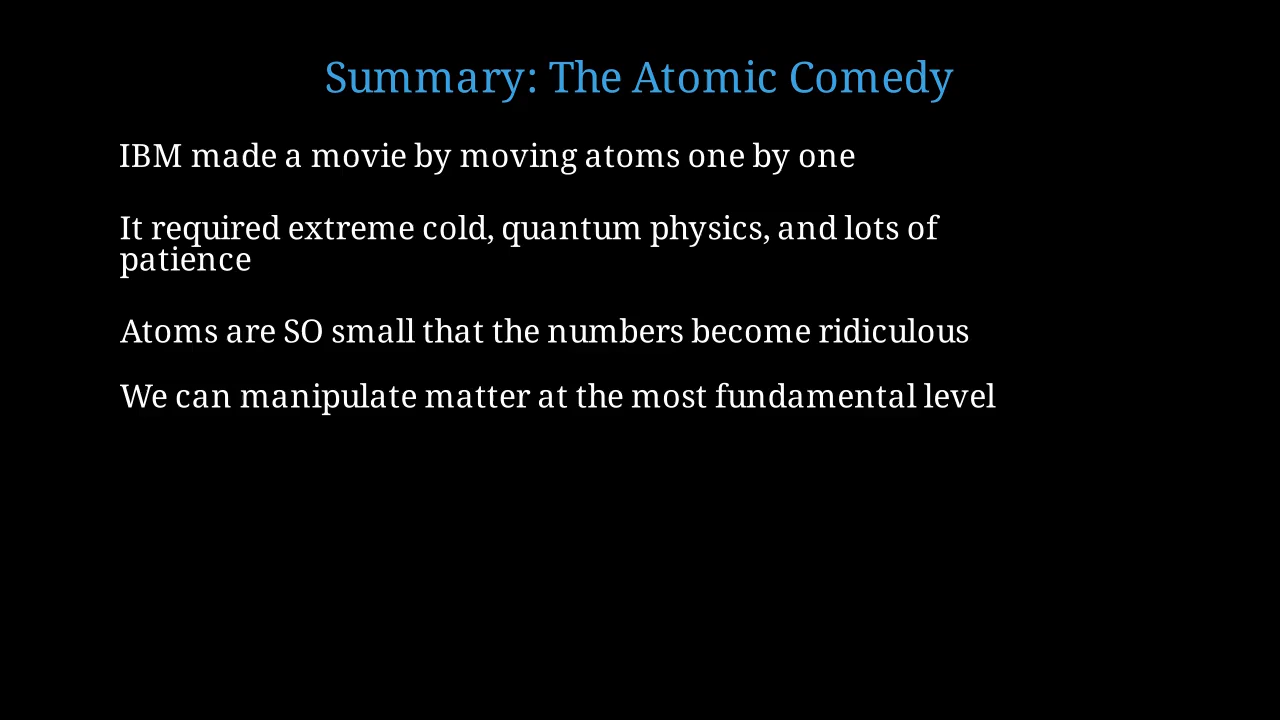 Summary: The Atomic Comedy
IBM made a movie by moving atoms one by one
It required extreme cold, quantum physics, and lots of
patience
Atoms are SO small that the numbers become ridiculous
We can manipulate matter at the most fundamental level